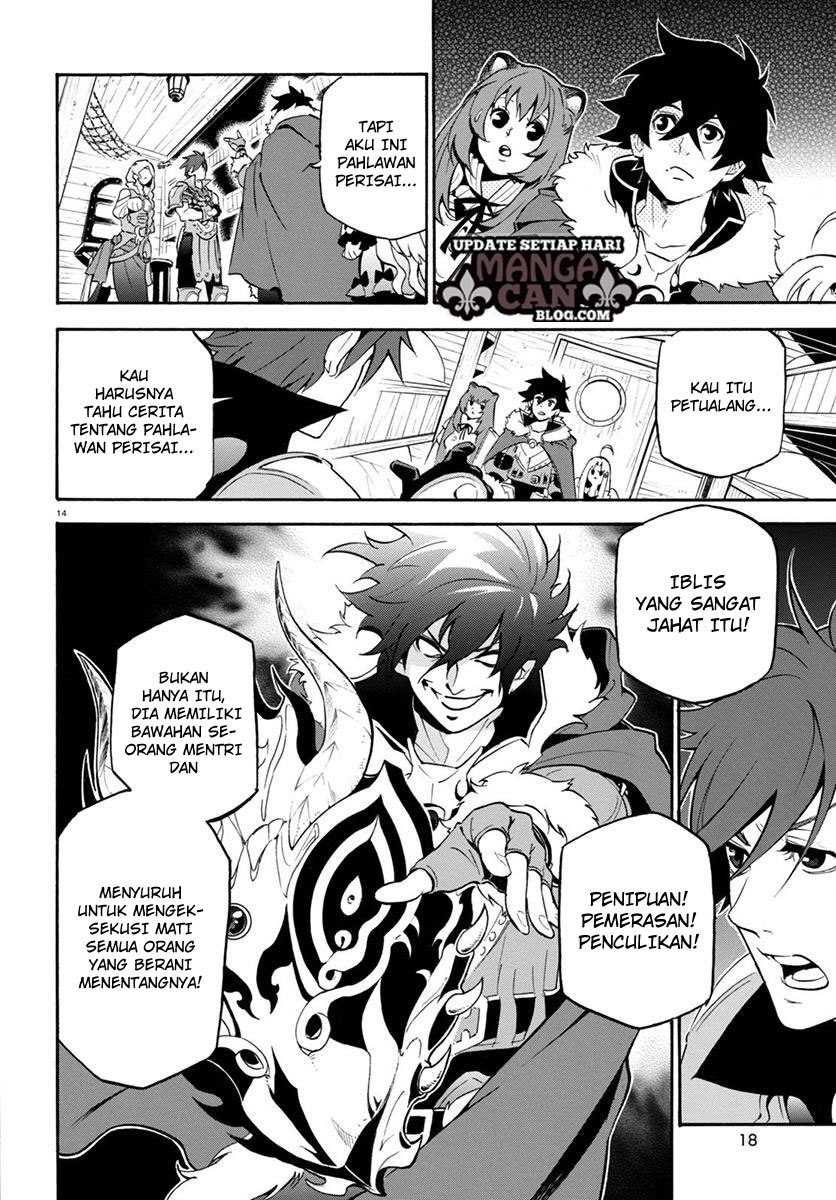 UPDATE SETIAP HARI
MANGA
CAN
BLOG.COM
TAPI
AKU INI
PAHLAWAN
PERISAI...
KAU ITU
PETUALANG...
KAU
HARUSNYA
TAHU CERITA
TENTANG PAHLA-
WAN PERISAI...
14
IBLIS
YANG SANGAT
JAHAT ITU!
PENIPUAN!
PEMERASAN!
PENCULIKAN!
BUKAN
HANYA ITU,
DIA MEMILIKI
BAWAHAN SE-
ORANG MENTRI
DAN
MENYURUH
UNTUK MENGEK-
SEKUSI MATI
SEMUA ORANG
YANG BERANI
MENENTANGNYA!
18